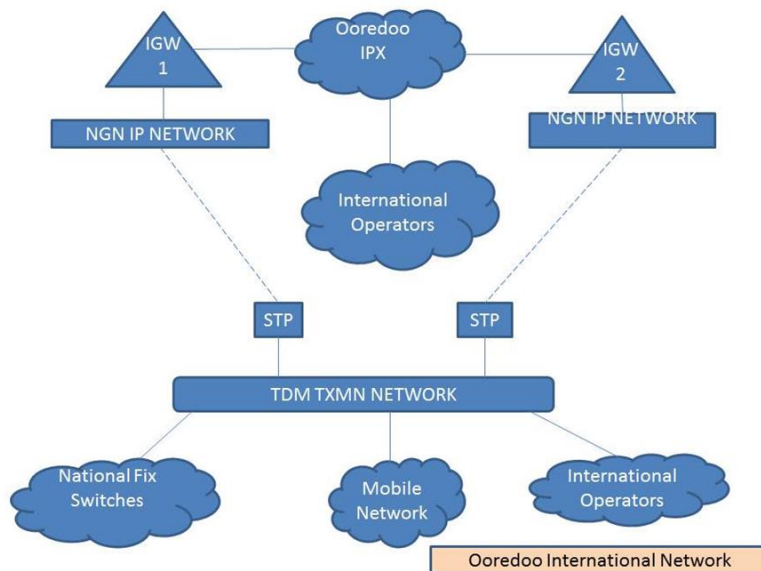 IGW
1
Ooredoo
IPX
IGW
2
NGN IP NETWORK
NGN IP NETWORK
International
Operators
STP
STP
TDM TXMN NETWORK
National Fix
Switches
Mobile
Network
International
Operators
Ooredoo International Network